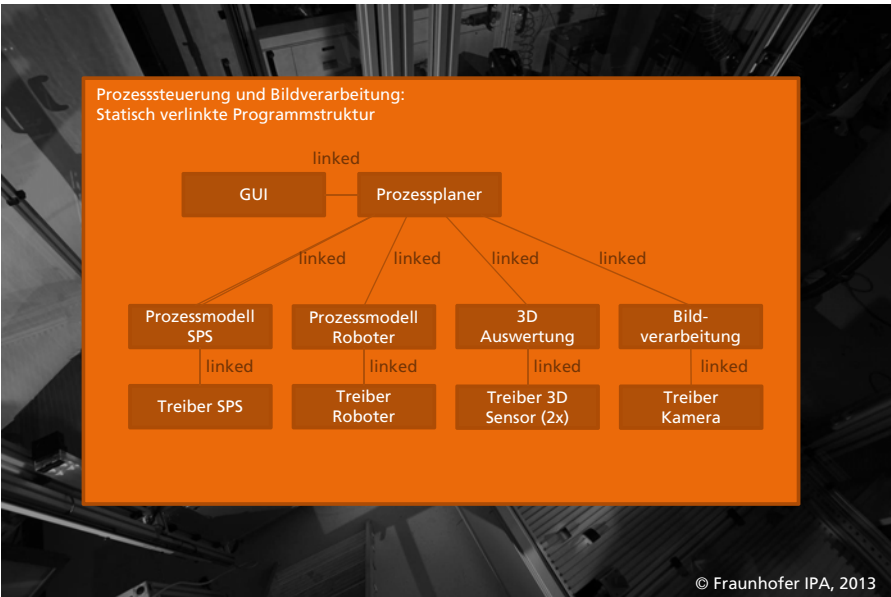 Prozesssteuerung und Bildverarbeitung:
Statisch verlinkte Programmstruktur
linked
GUI
Prozessplaner
linked
linked
linked
linked
Prozessmodell
SPS
Prozessmodell
Roboter
3D
Auswertung
Bild-
verarbeitung
linked
linked
linked
linked
Treiber SPS
Treiber
Roboter
Treiber 3D
Sensor (2x)
Treiber
Kamera
© Fraunhofer IPA, 2013